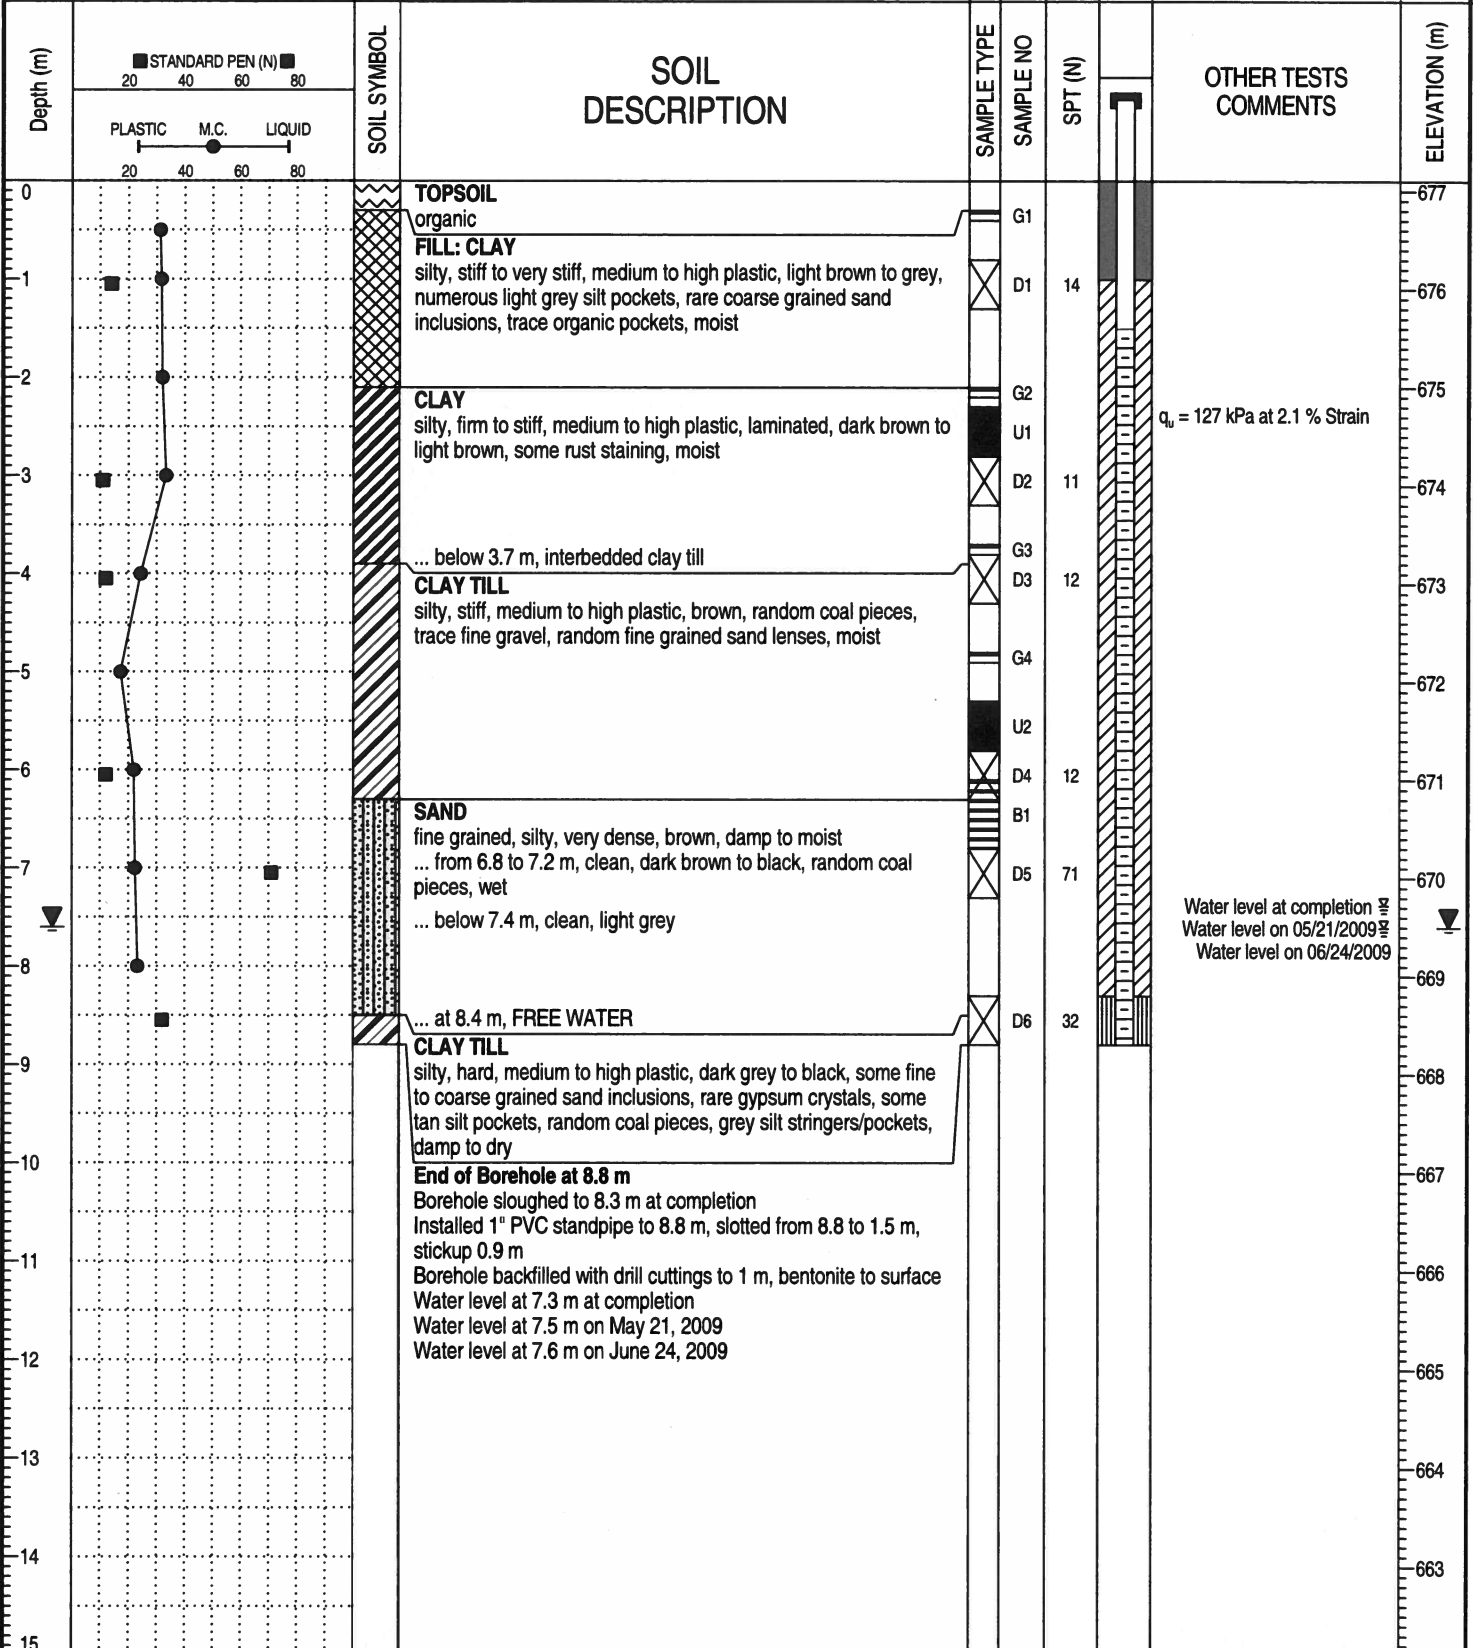 Depth (m)
STANDARD PEN (N)
20 40 60 80
PLASTIC M.C. LIQUID
20 40 60 80
SOIL SYMBOL
SOIL
DESCRIPTION
SAMPLE TYPE
SAMPLE NO
SPT (N)
OTHER TESTS
COMMENTS
ELEVATION (m)
0
1
2
3
4
5
6
7
8
9
10
11
12
13
14
15
TOPSOIL
organic
FILL: CLAY
silty, stiff to very stiff, medium to high plastic, light brown to grey,
numerous light grey silt pockets, rare coarse grained sand
inclusions, trace organic pockets, moist
CLAY
silty, firm to stiff, medium to high plastic, laminated, dark brown to
light brown, some rust staining, moist
... below 3.7 m, interbedded clay till
CLAY TILL
silty, stiff, medium to high plastic, brown, random coal pieces,
trace fine gravel, random fine grained sand lenses, moist
SAND
fine grained, silty, very dense, brown, damp to moist
... from 6.8 to 7.2 m, clean, dark brown to black, random coal
pieces, wet
... below 7.4 m, clean, light grey
... at 8.4 m, FREE WATER
CLAY TILL
silty, hard, medium to high plastic, dark grey to black, some fine
to coarse grained sand inclusions, rare gypsum crystals, some
tan silt pockets, random coal pieces, grey silt stringers/pockets,
damp to dry
End of Borehole at 8.8 m
Borehole sloughed to 8.3 m at completion
Installed 1" PVC standpipe to 8.8 m, slotted from 8.8 to 1.5 m,
stickup 0.9 m
Borehole backfilled with drill cuttings to 1 m, bentonite to surface
Water level at 7.3 m at completion
Water level at 7.5 m on May 21, 2009
Water level at 7.6 m on June 24, 2009
G1
D1 14
G2
U1
D2 11
G3
D3 12
G4
U2
D4 12
B1
D5 71
D6 32
qu = 127 kPa at 2.1 % Strain
Water level at completion
Water level on 05/21/2009
Water level on 06/24/2009
677
676
675
674
673
672
671
670
669
668
667
666
665
664
663